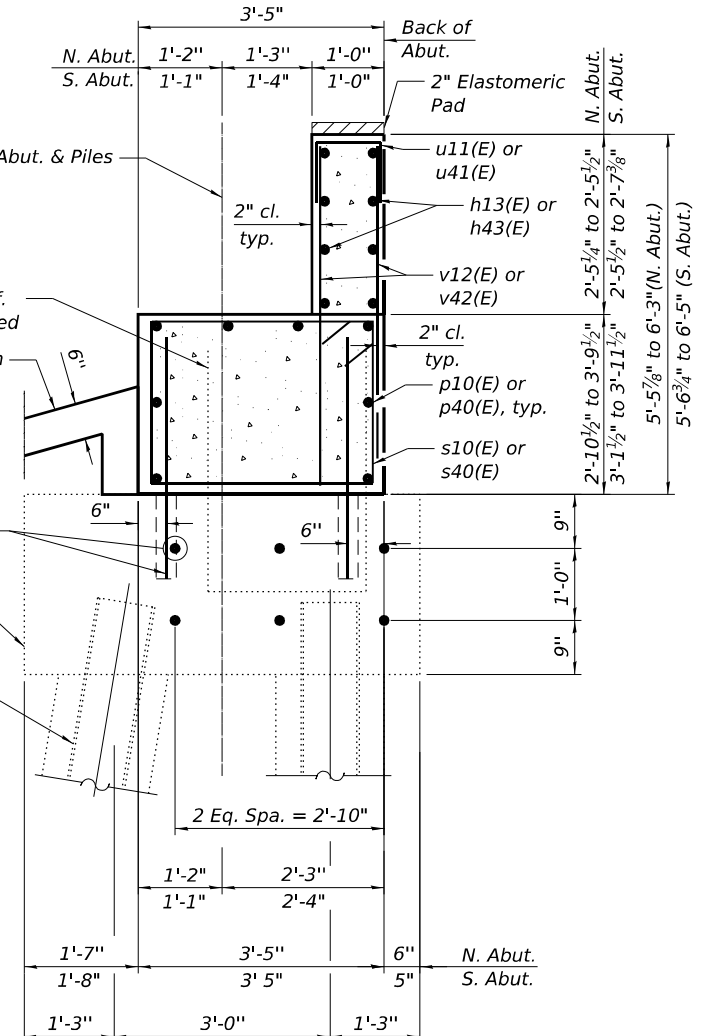 3'-5"
Back of
Abut.
N. Abut.
1'-2''
1'-3''
1'-0''
S. Abut.
1'-1"
1'-4"
1'-0"
2" Elastomeric
Pad
N. Abut.
S. Abut.
Abut. & Piles
u11(E) or
u41(E)
h13(E) or
h43(E)
2" cl.
typ.
v12(E) or
v42(E)
2'-5¼" to 2'-5½"
2'-5½" to 2'-7⅜"
5'-5⅞" to 6'-3"(N. Abut.)
5'-6¾" to 6'-5" (S. Abut.)
2" cl.
typ.
6''
p10(E) or
p40(E), typ.
2'-10½" to 3'-9½"
3'-1½" to 3'-11½"
s10(E) or
s40(E)
6"
6''
9''
1'-0''
9''
2 Eq. Spa. = 2'-10"
1'-2"
2'-3''
1'-1"
2'-4"
1'-7''
3'-5''
6''
N. Abut.
1'-8"
3' 5"
5"
S. Abut.
1'-3''
3'-0''
1'-3''